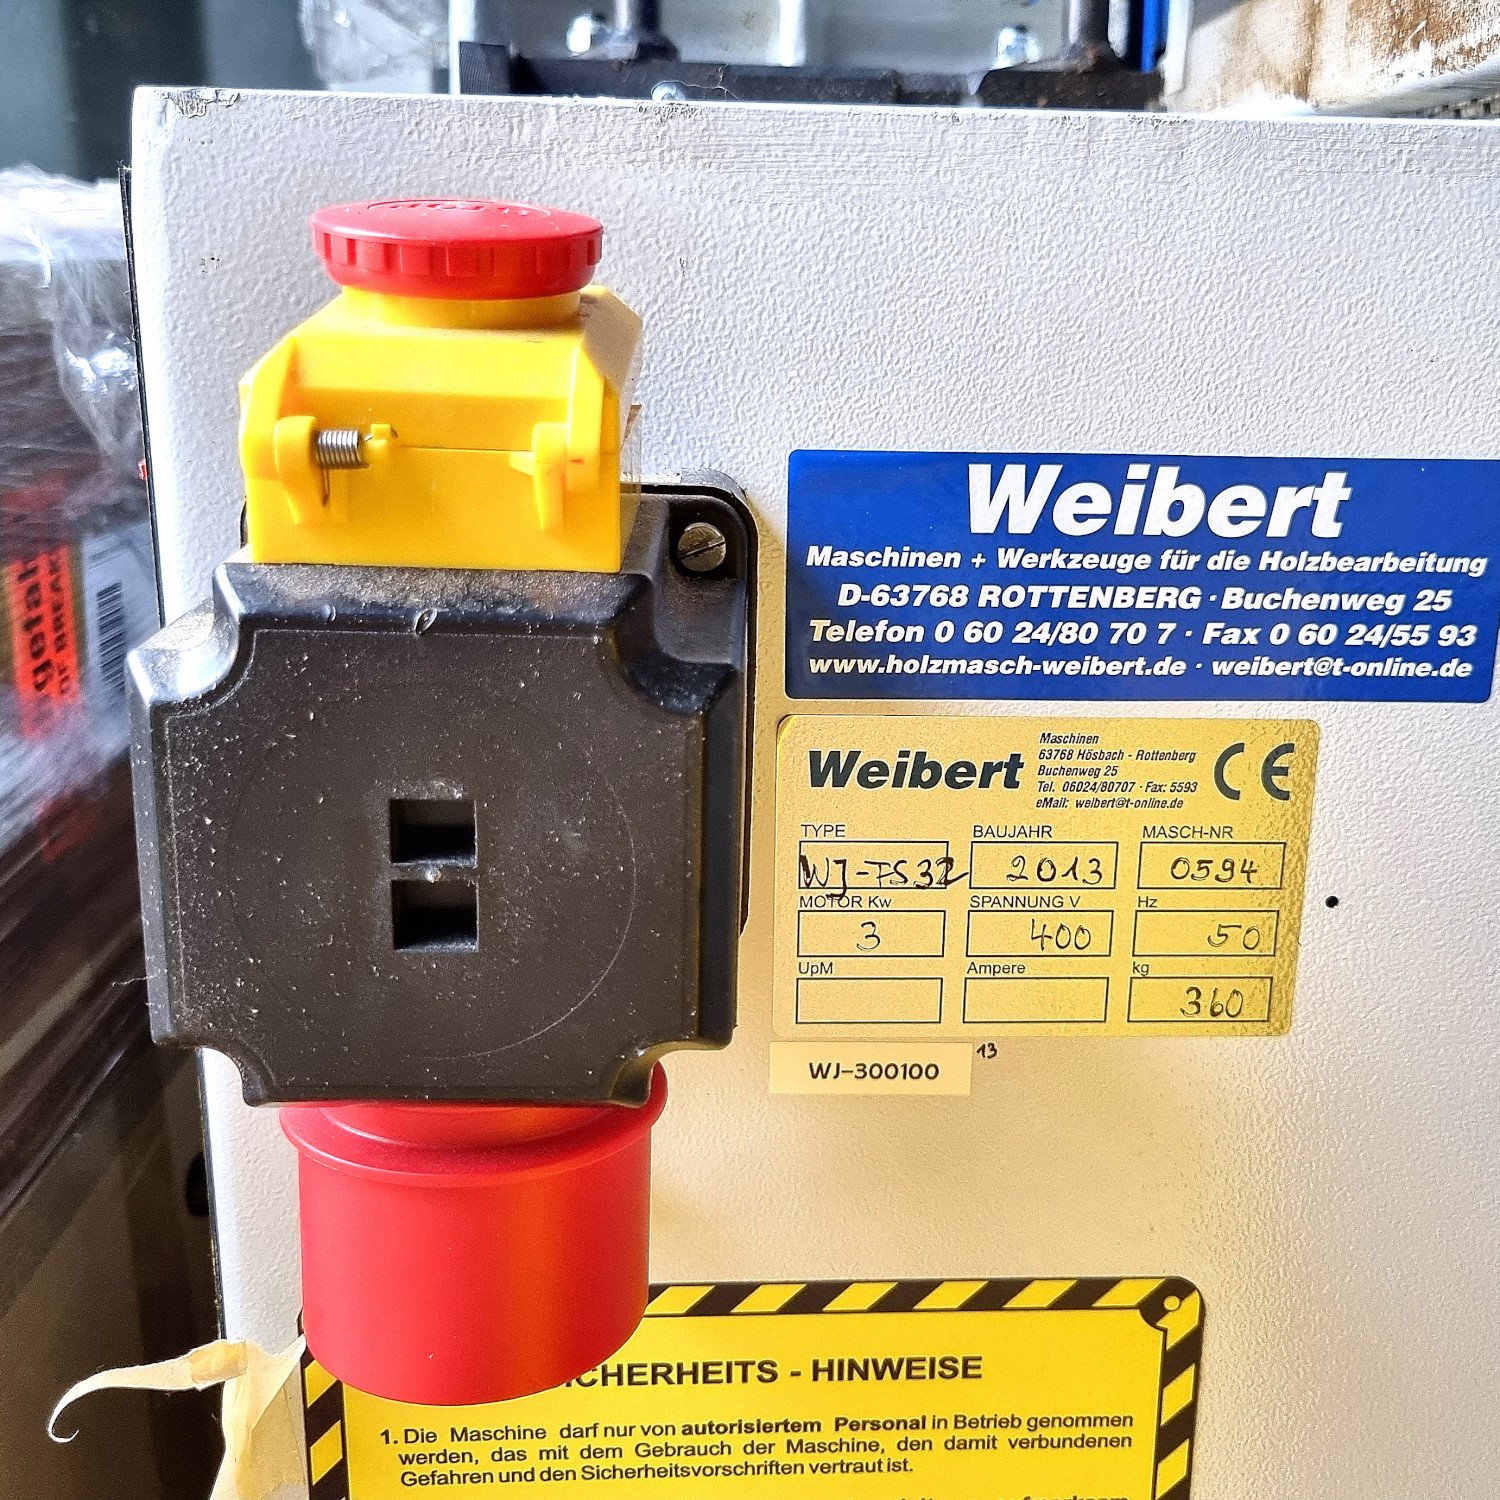 Weibert
Maschinen + Werkzeuge für die Holzbearbeitung
D-63768 ROTTENBERG · Buchenweg 25
Telefon 0 60 24/80 70 7 · Fax 0 60 24/55 93
www.holzmasch-weibert.de · weibert@t-online.de
Weibert
Maschinen
63768 Hösbach - Rottenberg
Buchenweg 25
Tel. 06024/80707 · Fax: 5593
eMail: weibert@t-online.de
CE
TYPE BAUJAHR MASCH-NR
WJ-FS32 2013 0594
MOTOR Kw SPANNUNG V Hz
3 400 50
UpM Ampere kg
360
WJ-300100 13
ICHERHEITS - HINWEISE
1. Die Maschine darf nur von autorisiertem Personal in Betrieb genommen
werden, das mit dem Gebrauch der Maschine, den damit verbundenen
Gefahren und den Sicherheitsvorschriften vertraut ist.